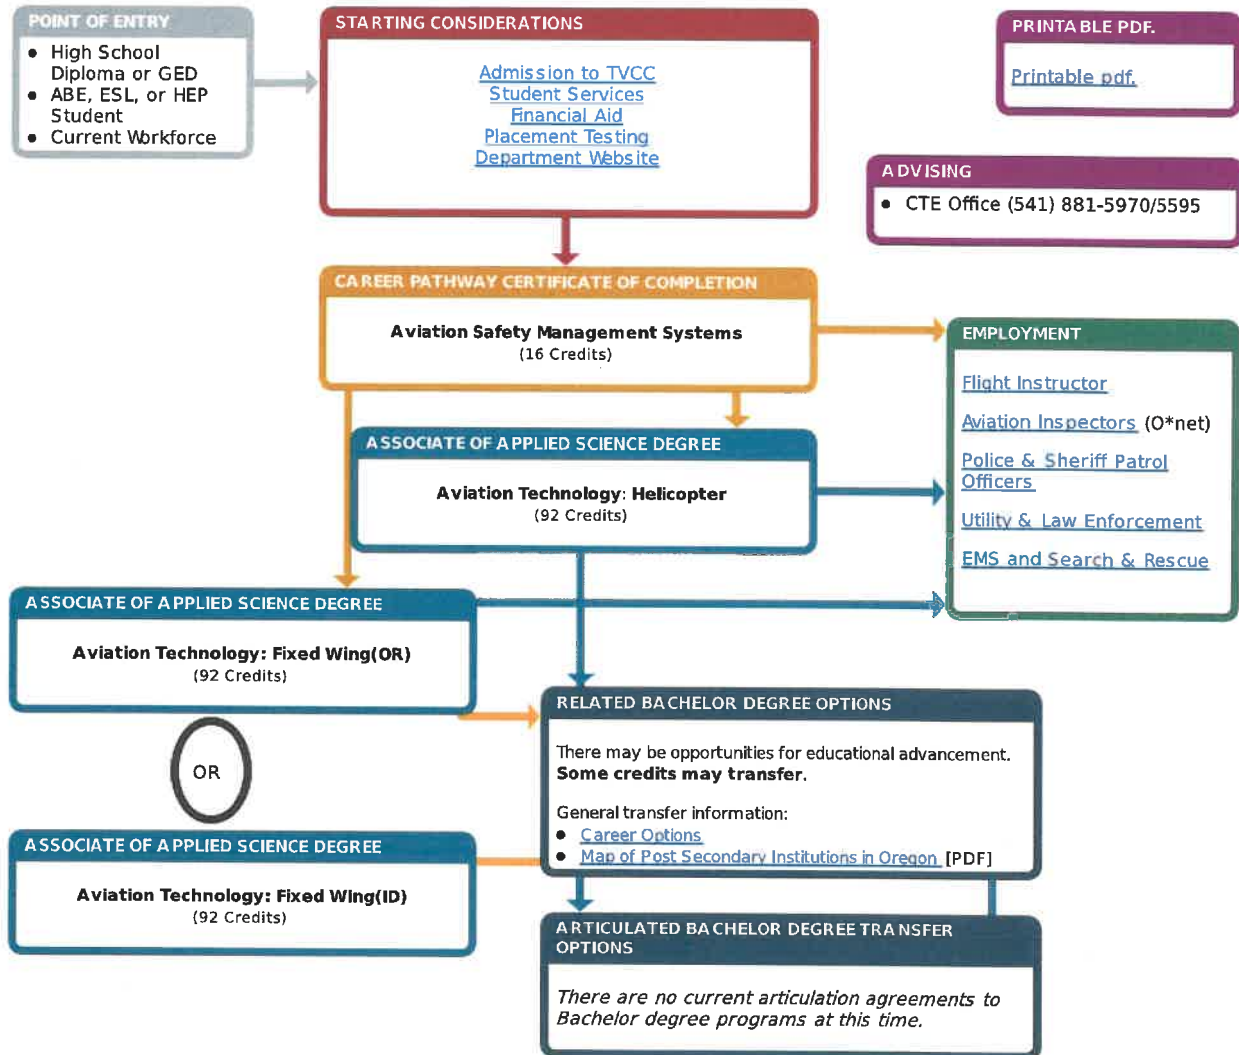 POINT OF ENTRY
• High School
Diploma or GED
• ABE, ESL, or HEP
Student
• Current Workforce
STARTING CONSIDERATIONS
Admission to TVCC
Student Services
Financial Aid
Placement Testing
Department Website
PRINTABLE PDF.
Printable pdf.
ADVISING
• CTE Office (541) 881-5970/5595
CAREER PATHWAY CERTIFICATE OF COMPLETION
Aviation Safety Management Systems
(16 Credits)
EMPLOYMENT
Flight Instructor
Aviation Inspectors (O*net)
Police & Sheriff Patrol
Officers
Utility & Law Enforcement
EMS and Search & Rescue
ASSOCIATE OF APPLIED SCIENCE DEGREE
Aviation Technology: Helicopter
(92 Credits)
ASSOCIATE OF APPLIED SCIENCE DEGREE
Aviation Technology: Fixed Wing(OR)
(92 Credits)
OR
ASSOCIATE OF APPLIED SCIENCE DEGREE
Aviation Technology: Fixed Wing(ID)
(92 Credits)
RELATED BACHELOR DEGREE OPTIONS
There may be opportunities for educational advancement.
Some credits may transfer.
General transfer information:
• Career Options
• Map of Post Secondary Institutions in Oregon [PDF]
ARTICULATED BACHELOR DEGREE TRANSFER
OPTIONS
There are no current articulation agreements to
Bachelor degree programs at this time.